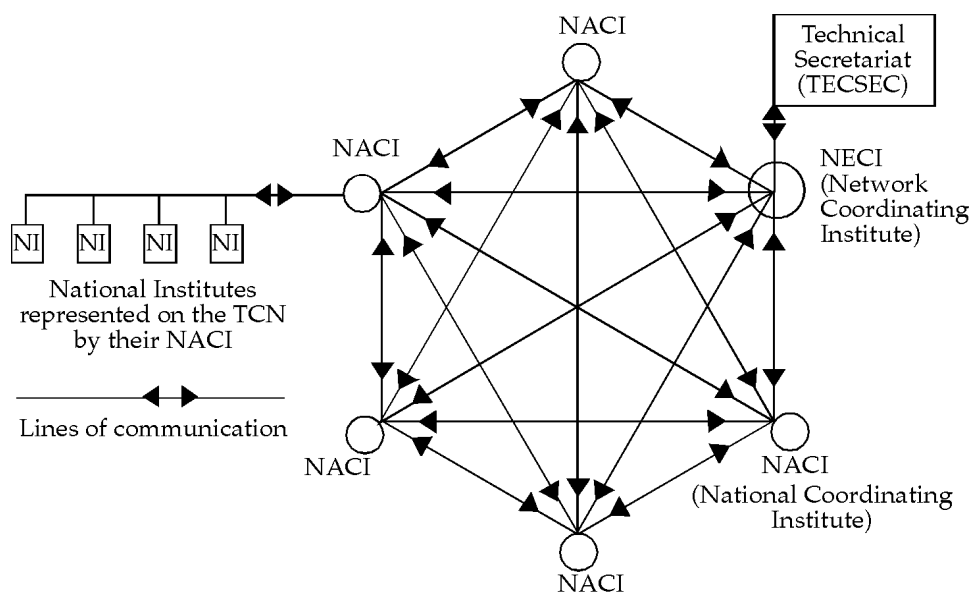 NACI
Technical
Secretariat
(TECSEC)
NACI
NECI
(Network
Coordinating
Institute)
NI NI NI NI
National Institutes
represented on the TCN
by their NACI
Lines of communication
NACI
NACI
(National Coordinating
Institute)
NACI